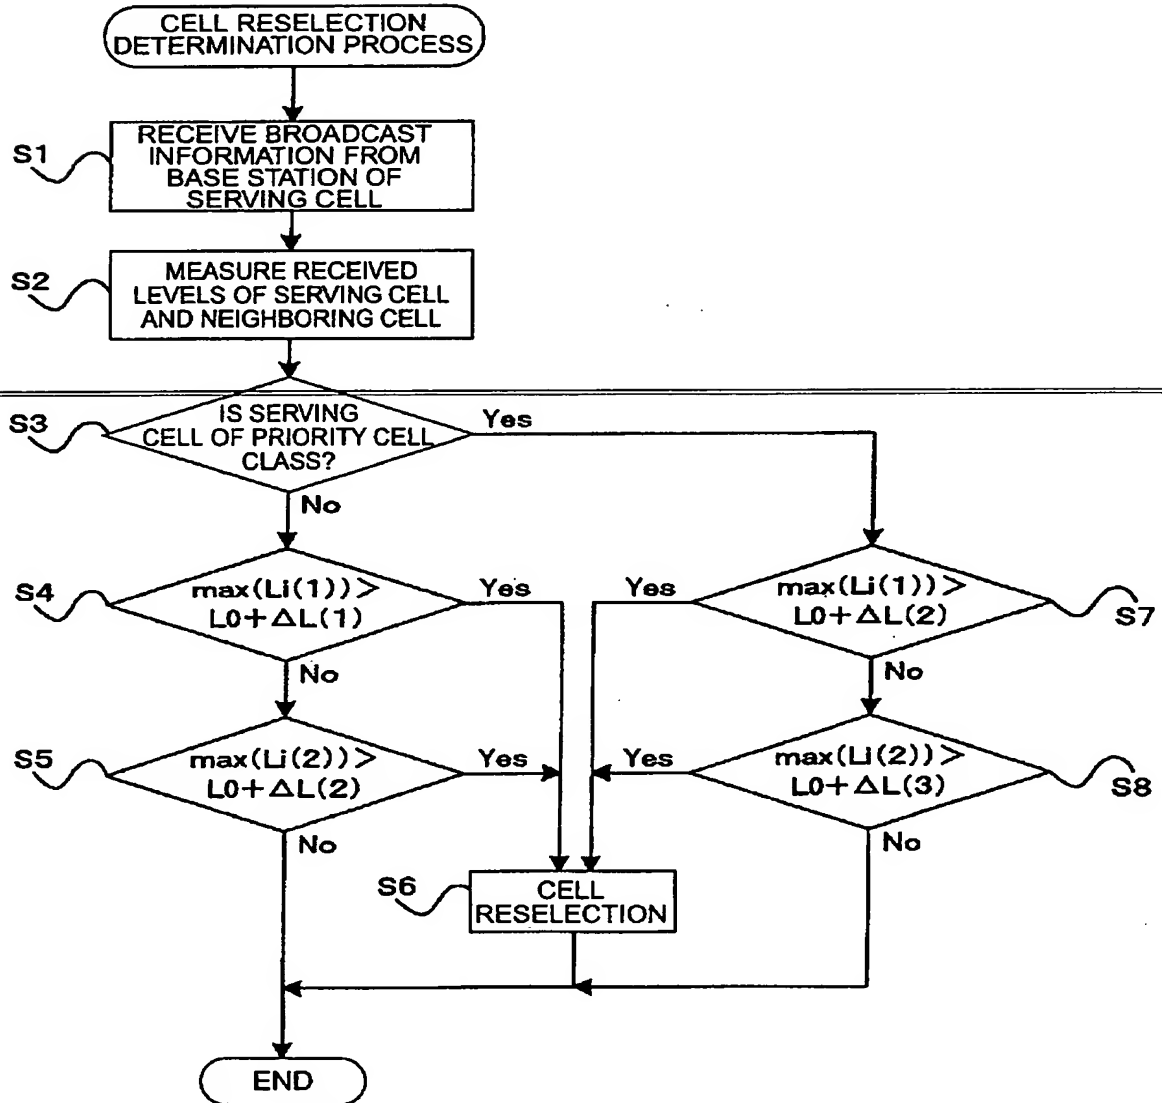 CELL RESELECTION
DETERMINATION PROCESS
S1
RECEIVE BROADCAST
INFORMATION FROM
BASE STATION OF
SERVING CELL
S2
MEASURE RECEIVED
LEVELS OF SERVING CELL
AND NEIGHBORING CELL
S3
IS SERVING
CELL OF PRIORITY CELL
CLASS?
Yes
No
S4
max(Li(1))>
L0+ΔL(1)
Yes
No
Yes
max(Li(1))>
L0+ΔL(2)
S7
No
S5
max(Li(2))>
L0+ΔL(2)
Yes
No
Yes
max(Li(2))>
L0+ΔL(3)
S8
No
S6
CELL
RESELECTION
END